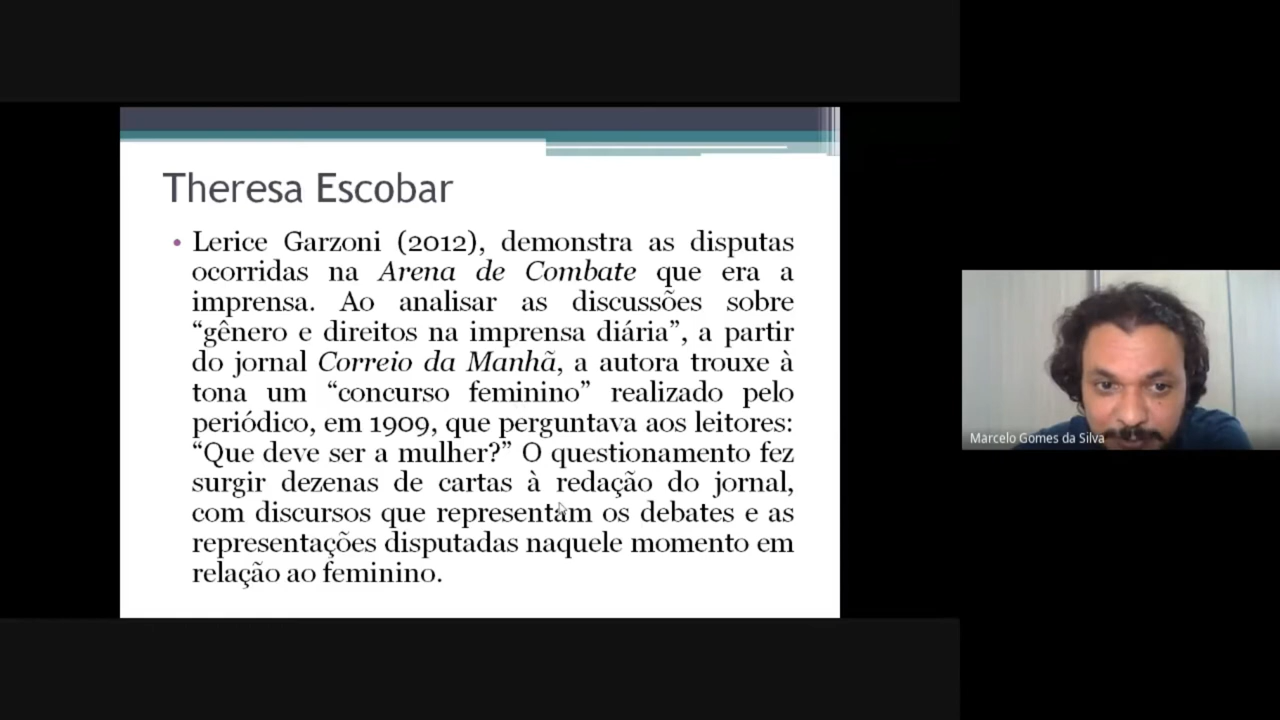 Theresa Escobar
• Lerice Garzoni (2012), demonstra as disputas
ocorridas na Arena de Combate que era a
imprensa. Ao analisar as discussões sobre
“gênero e direitos na imprensa diária”, a partir
do jornal Correio da Manhã, a autora trouxe à
tona um “concurso feminino” realizado pelo
periódico, em 1909, que perguntava aos leitores:
“Que deve ser a mulher?” O questionamento fez
surgir dezenas de cartas à redação do jornal,
com discursos que representam os debates e as
representações disputadas naquele momento em
relação ao feminino.
Marcelo Gomes da Silva